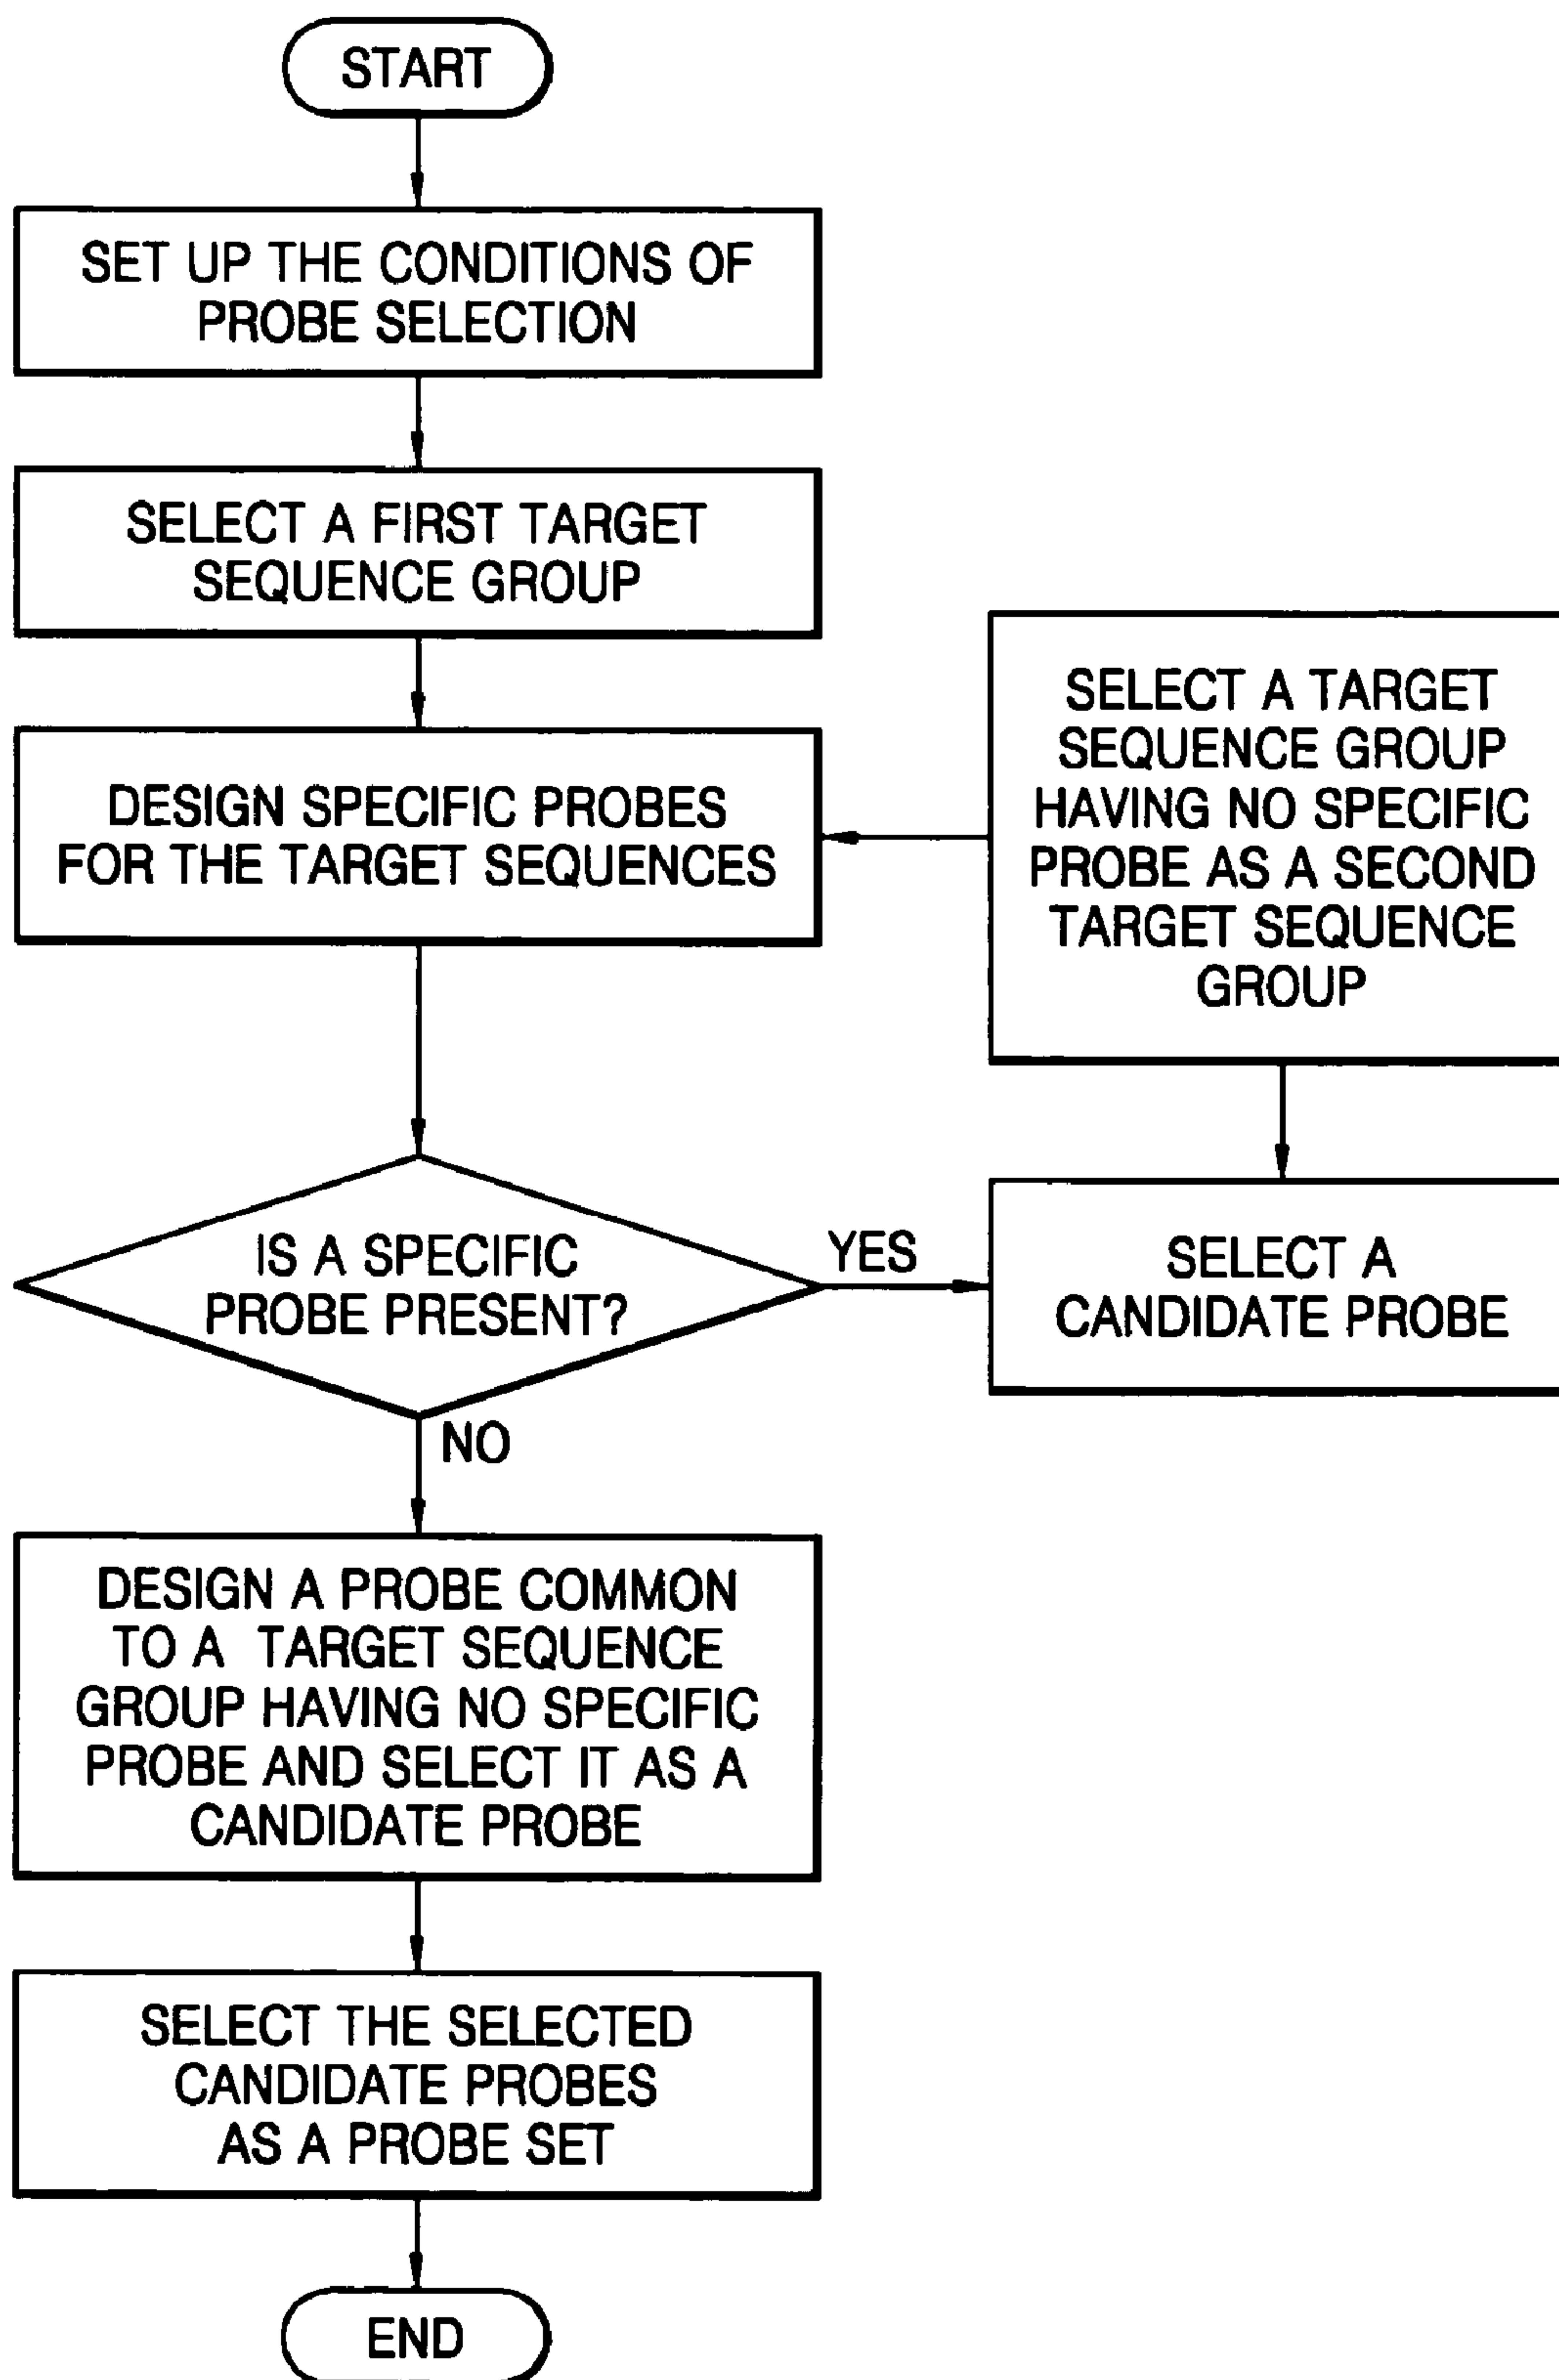 START
SET UP THE CONDITIONS OF
PROBE SELECTION
SELECT A FIRST TARGET
SEQUENCE GROUP
DESIGN SPECIFIC PROBES
FOR THE TARGET SEQUENCES
SELECT A TARGET
SEQUENCE GROUP
HAVING NO SPECIFIC
PROBE AS A SECOND
TARGET SEQUENCE
GROUP
IS A SPECIFIC
PROBE PRESENT?
YES
SELECT A
CANDIDATE PROBE
NO
DESIGN A PROBE COMMON
TO A TARGET SEQUENCE
GROUP HAVING NO SPECIFIC
PROBE AND SELECT IT AS A
CANDIDATE PROBE
SELECT THE SELECTED
CANDIDATE PROBES
AS A PROBE SET
END